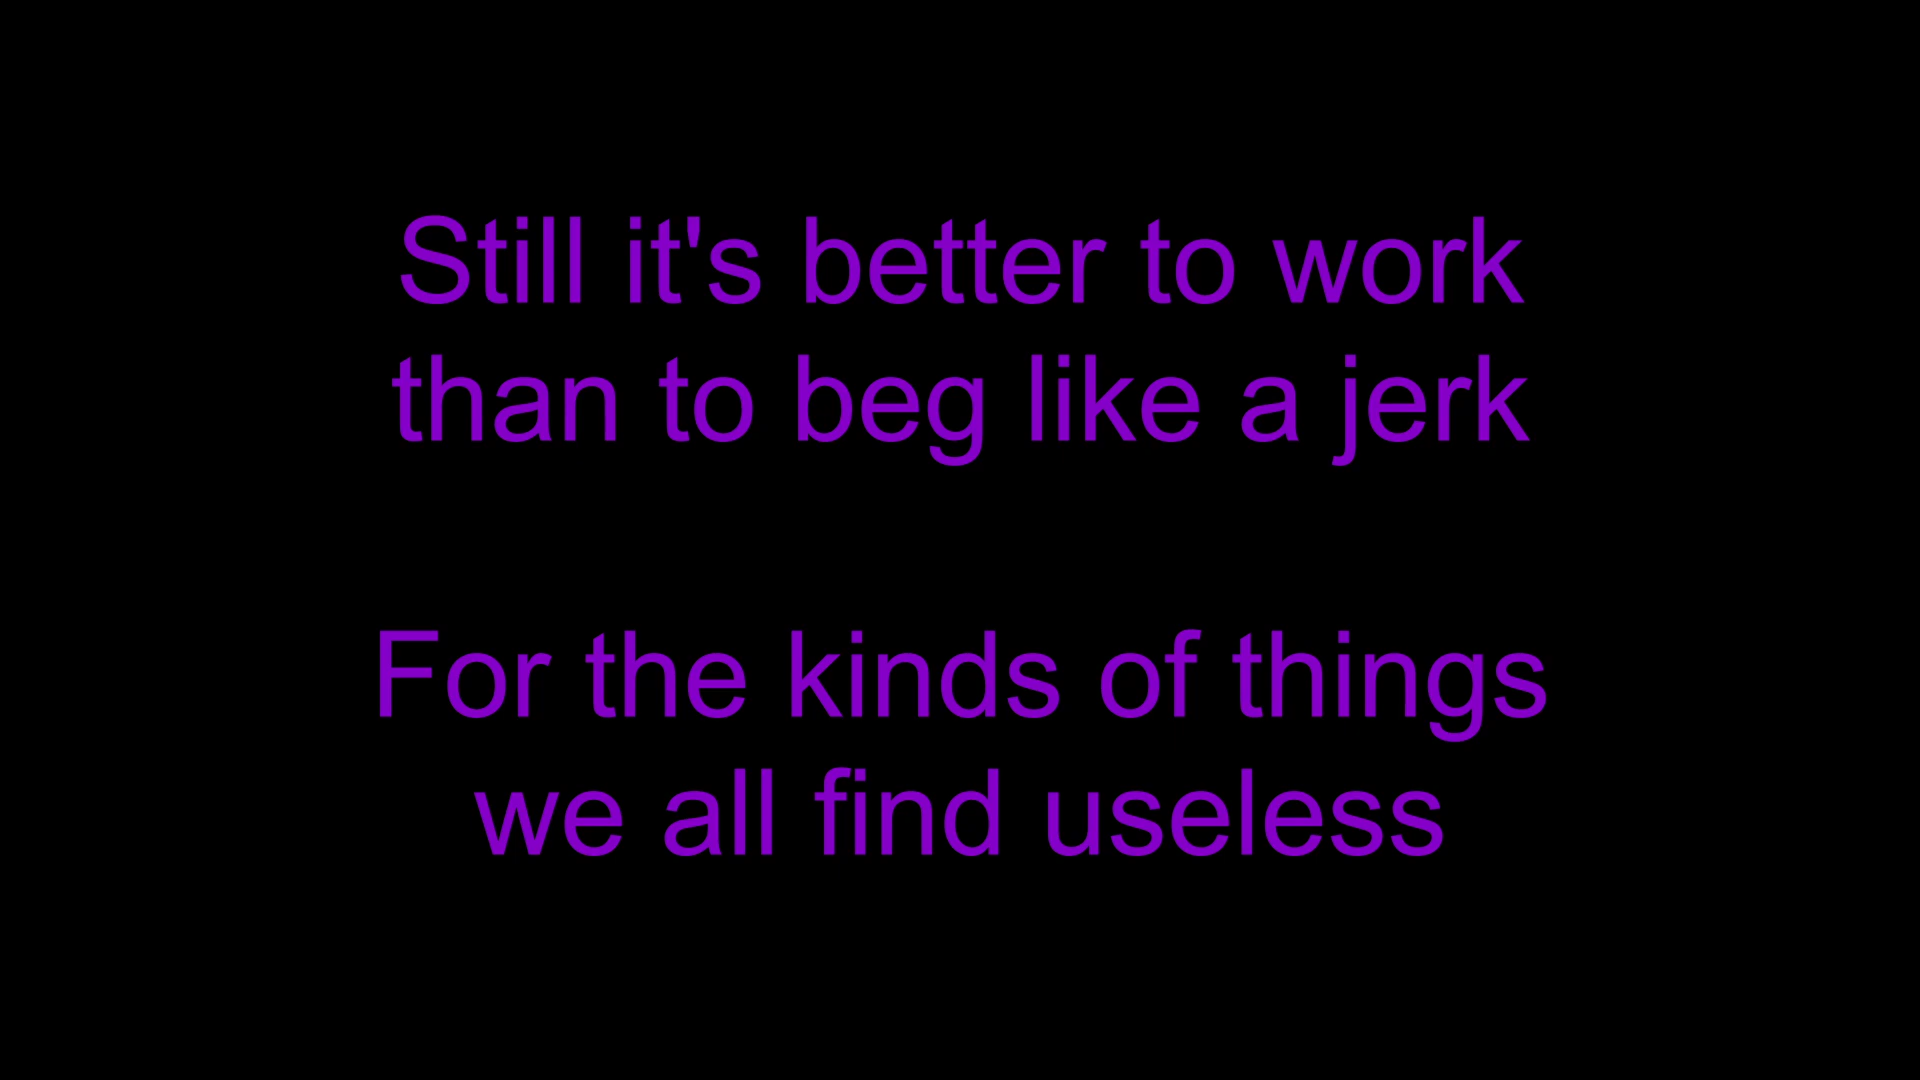 Still it's better to work
than to beg like a jerk
For the kinds of things
we all find useless